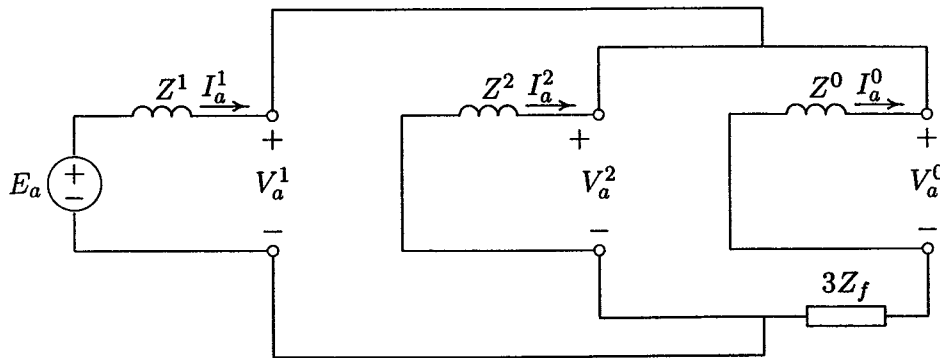 Z^1 I_a^1 Z^2 I_a^2 Z^0 I_a^0
+ + +
E_a + − V_a^1 V_a^2 V_a^0
− − −
3Z_f